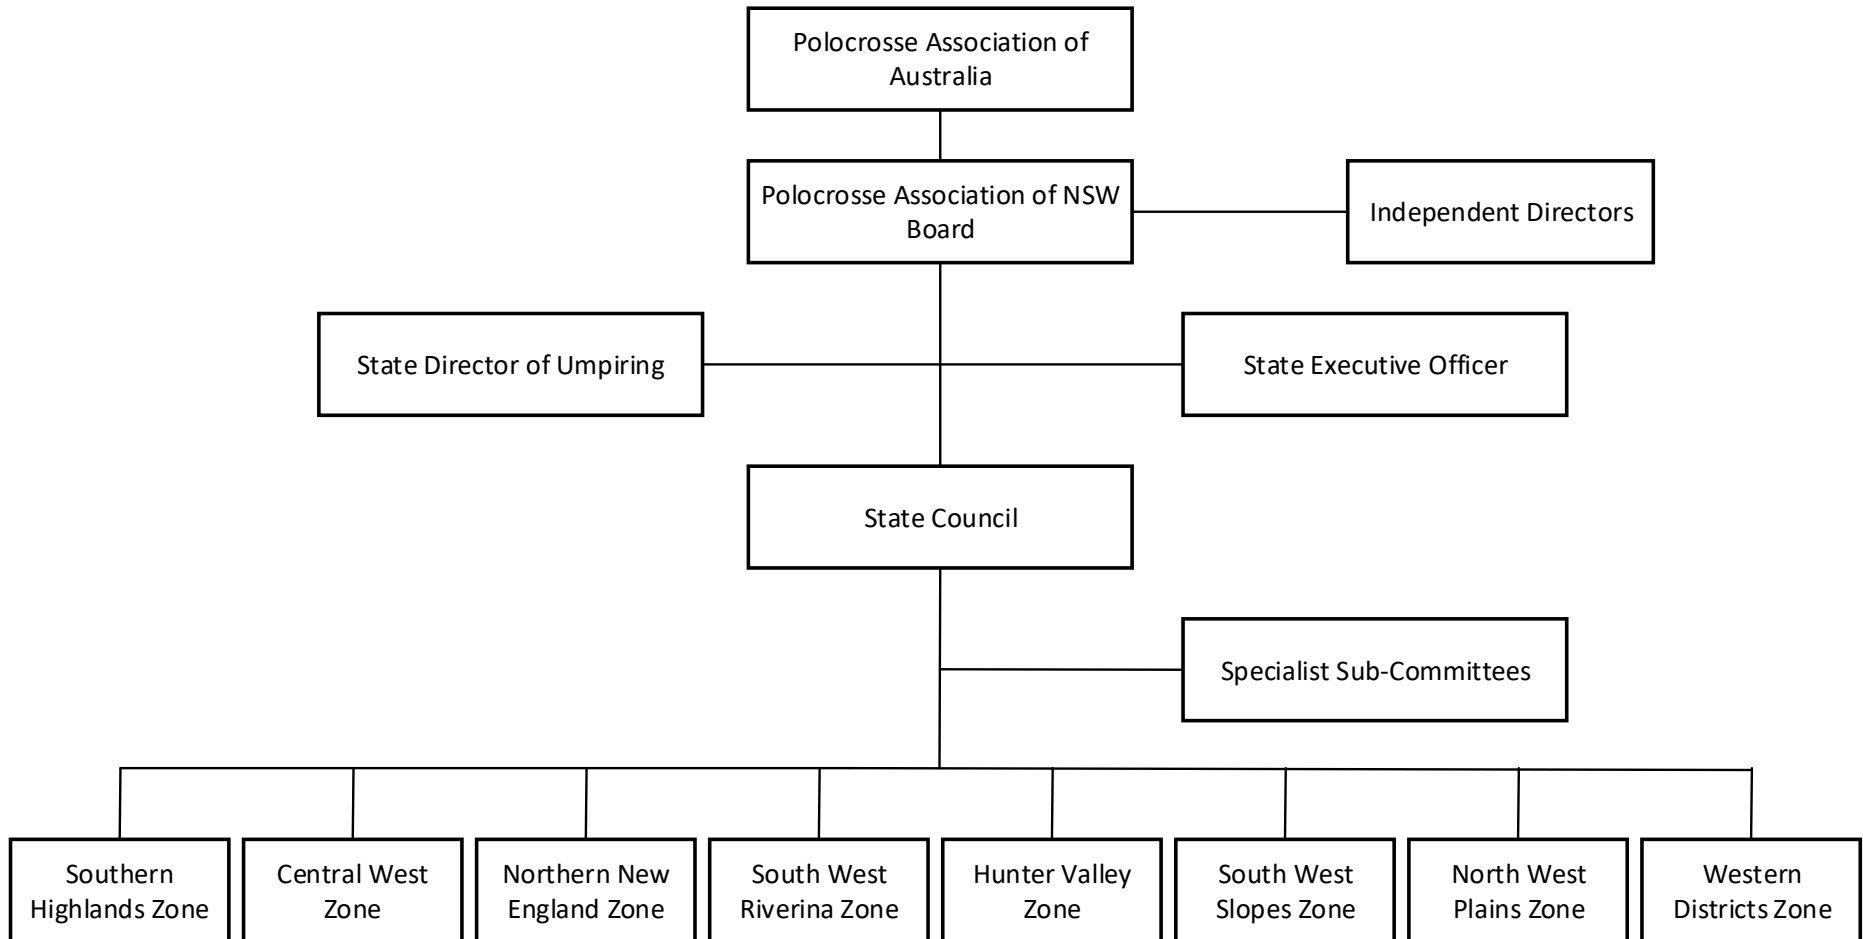 Polocrosse Association of
Australia
Polocrosse Association of NSW
Board
Independent Directors
State Director of Umpiring
State Executive Officer
State Council
Specialist Sub-Committees
Southern
Highlands Zone
Central West
Zone
Northern New
England Zone
South West
Riverina Zone
Hunter Valley
Zone
South West
Slopes Zone
North West
Plains Zone
Western
Districts Zone